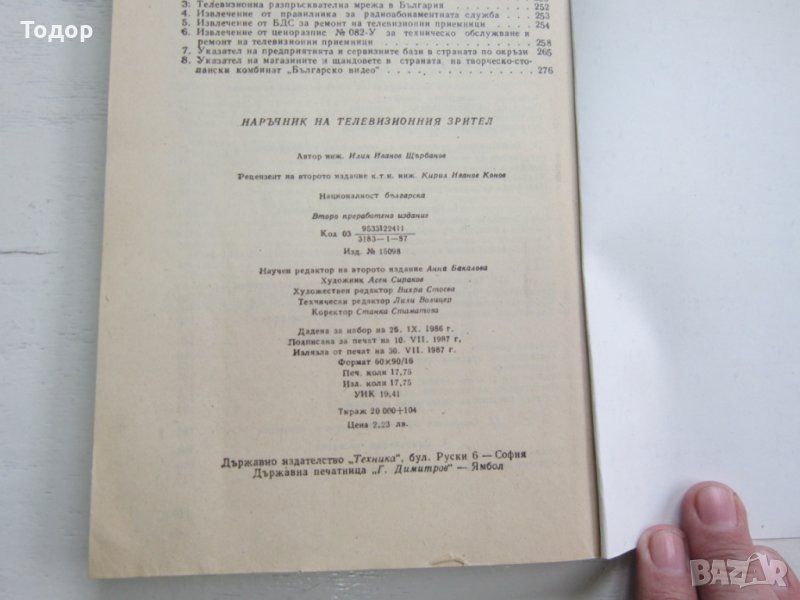 Тодор
3. Телевизионна разпръсквателна мрежа в България 252
4. Извлечение от правилника за радиоабонаментната служба . . 253
5. Извлечение от БДС за ремонт на телевизионни приемници . . . 254
6. Извлечение от ценоразпис № 082-У за техническо обслужване и
ремонт на телевизионни приемници . . . . . . . . . . 258
7. Указател на предприятията и сервизните бази в страната по окръзи 265
8. Указател на магазините и щандовете в страната на творческо-сто-
пански комбинат „Българско видео“ . . . . . . . . . . 276
НАРЪЧНИК НА ТЕЛЕВИЗИОННИЯ ЗРИТЕЛ
Автор инж. Илия Иванов Щърбанов
Рецензент на второто издание к.т.н. инж. Кирил Иванов Конов
Националност българска
Второ преработено издание
Код 03 9533122411
3183—1—87
Изд. № 15098
Научен редактор на второто издание Анна Бакалова
Художник Асен Сираков
Художествен редактор Вихра Стоева
Технически редактор Лили Волицер
Коректор Станка Стаматова
Дадена за набор на 26. IX. 1986 г.
Подписана за печат на 10. VII. 1987 г.
Излязла от печат на 30. VII. 1987 г.
Формат 60×90/16
Печ. коли 17,75
Изд. коли 17,75
УИК 19,41
Тираж 20 000+104
Цена 2,23 лв.
Държавно издателство „Техника“, бул. Руски 6 — София
Държавна печатница „Г. Димитров“ — Ямбол
BAZAR